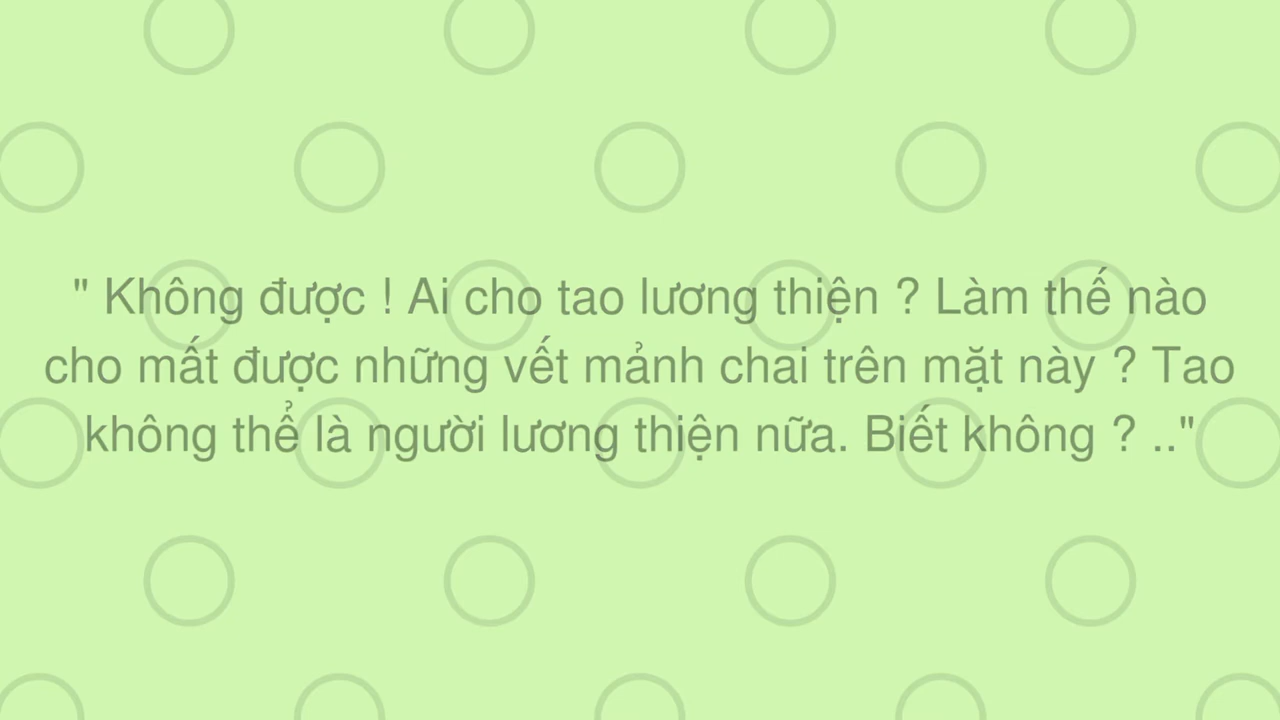 " Không được ! Ai cho tao lương thiện ? Làm thế nào
cho mất được những vết mảnh chai trên mặt này ? Tao
không thể là người lương thiện nữa. Biết không ? .."